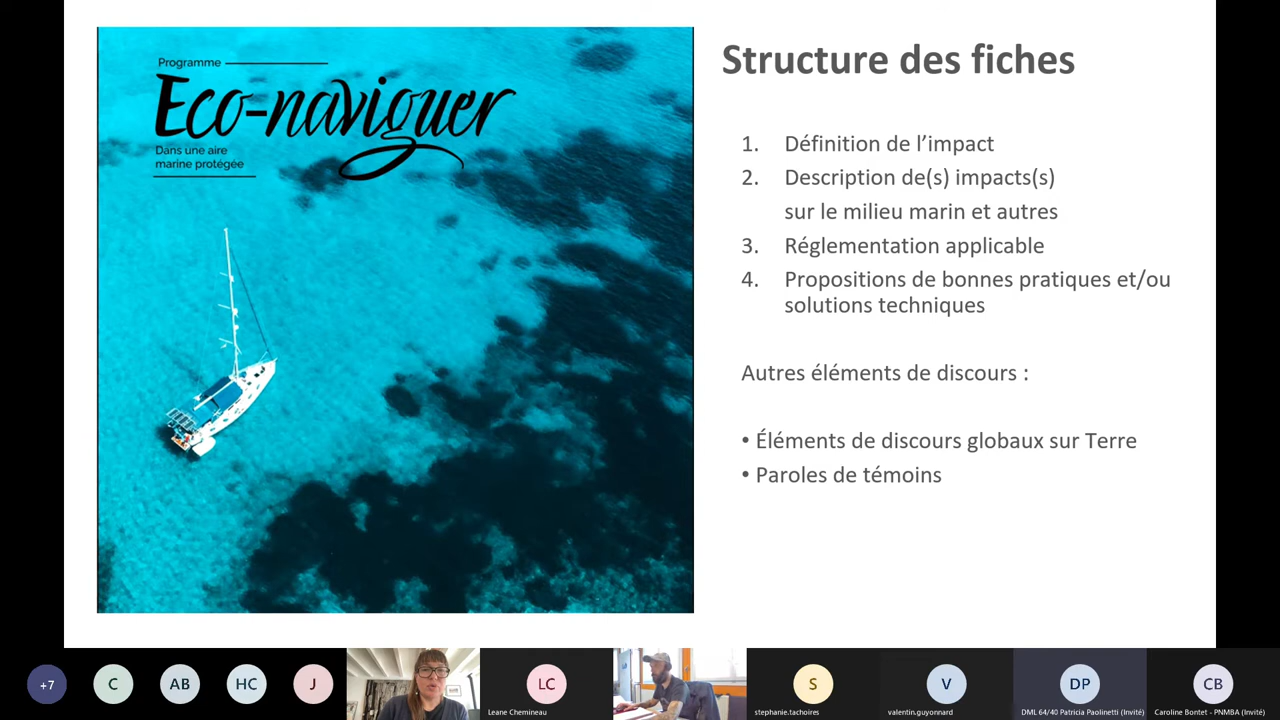 Programme
Eco-naviguer
Dans une aire
marine protégée
Structure des fiches
1. Définition de l’impact
2. Description de(s) impacts(s)
sur le milieu marin et autres
3. Réglementation applicable
4. Propositions de bonnes pratiques et/ou
solutions techniques
Autres éléments de discours :
• Éléments de discours globaux sur Terre
• Paroles de témoins
+7
C
AB
HC
J
LC
Leane Chemineau
S
stephanie.tachoires
V
valentin.guyonnard
DP
DML 64/40 Patricia Paolinetti (Invité)
CB
Caroline Bontet - PNMBA (Invité)